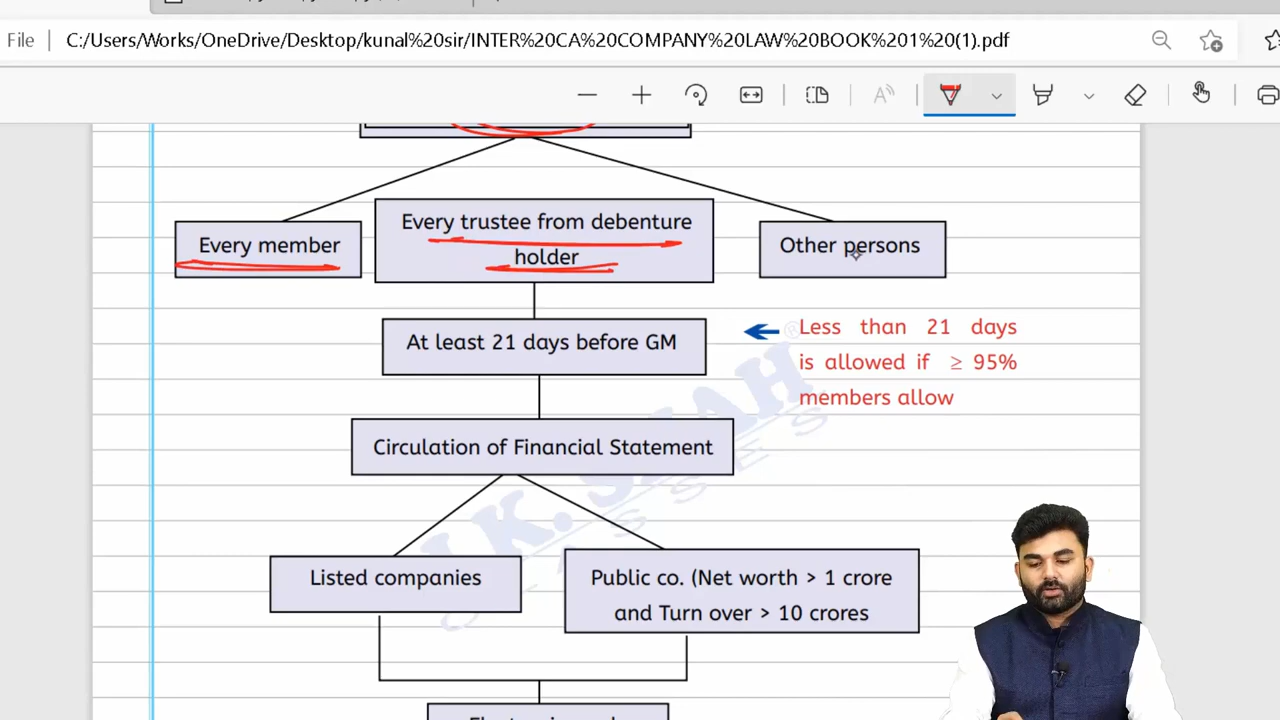 File
C:/Users/Works/OneDrive/Desktop/kunal%20sir/INTER%20CA%20COMPANY%20LAW%20BOOK%201%20(1).pdf
Every member
Every trustee from debenture
holder
Other persons
At least 21 days before GM
Less than 21 days
is allowed if ≥ 95%
members allow
Circulation of Financial Statement
Listed companies
Public co. (Net worth > 1 crore
and Turn over > 10 crores
J.K. SHAH
CLASSES